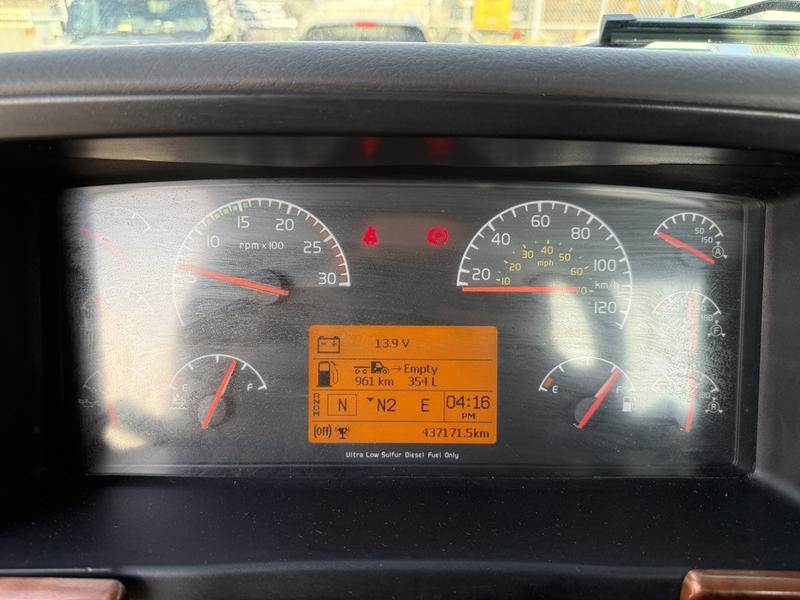 15
10
20
25
5
30
rpm x 100
60
40
80
20
100
120
km/h
10
20
30
40
50
60
70
mph
50
150
A
F
B
E
F
E
F
13.9 V
→ Empty
961 km 354 L
R
N
D
M
N N2 E 04:16
PM
(Off) 437171.5km
Ultra Low Sulfur Diesel Fuel Only